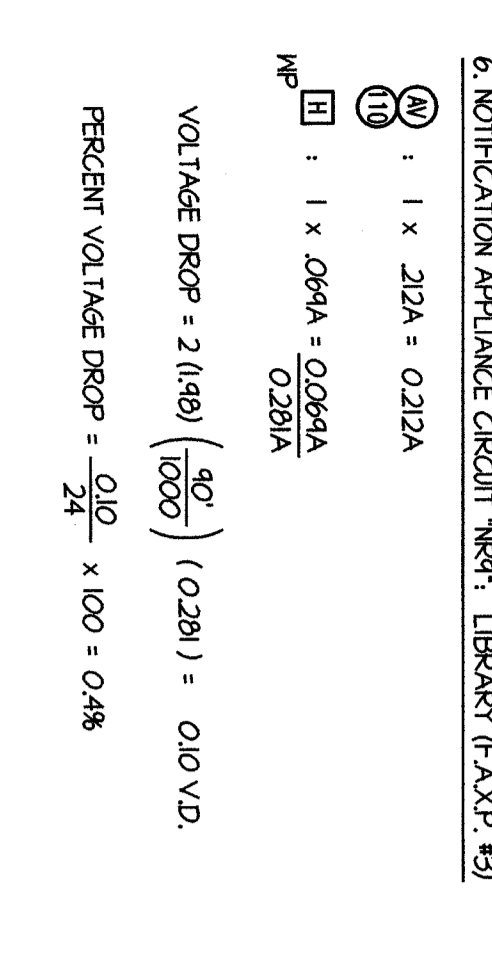 6. NOTIFICATION APPLIANCE CIRCUIT "NR9": LIBRARY (F.A.X.P. #3)
AV 110 : 1 x .212A = 0.212A
WP H : 1 x .069A = 0.069A
0.281A
VOLTAGE DROP = 2 (1.98) (90'/1000) (0.281) = 0.10 V.D.
PERCENT VOLTAGE DROP = 0.10/24 x 100 = 0.4%